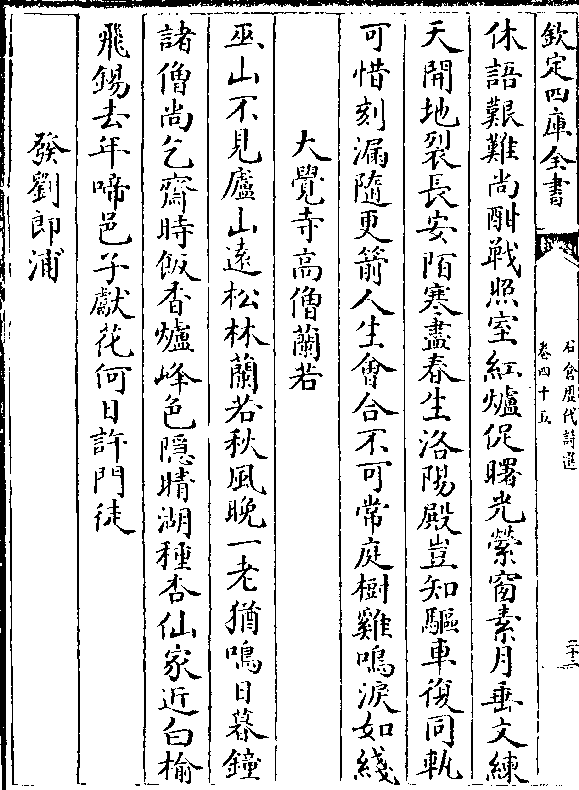 欽定四庫全書
石倉歷代詩選
卷四十五
二十二
休語艱難尚酣戰照室紅爐促曙光縈窗素月垂文練
天開地裂長安陌寒盡春生洛陽殿豈知驅車復同軌
可惜刻漏隨更箭人生會合不可常庭樹雞鳴淚如綫
大覺寺高僧蘭若
巫山不見廬山遠松林蘭若秋風晚一老猶鳴日暮鐘
諸僧尚乞齋時飯香爐峰色隱晴湖種杏仙家近白榆
飛錫去年啼邑子獻花何日許門徒
發劉郎浦